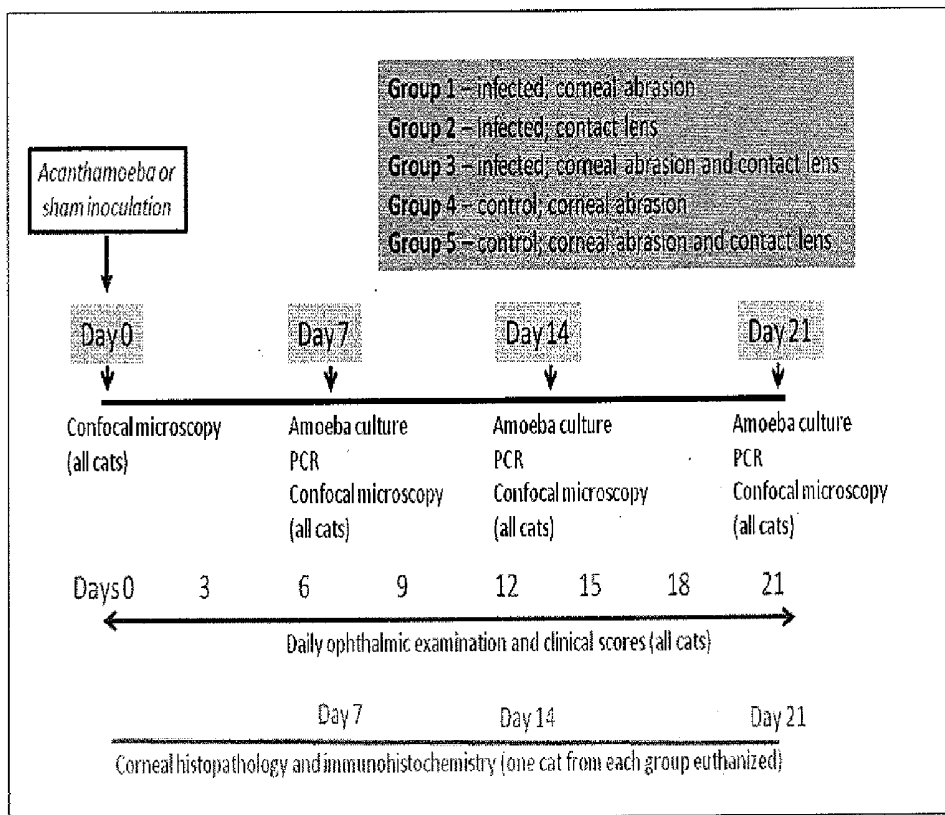 Group 1 – infected; corneal abrasion
Group 2 – infected; contact lens
Group 3 – infected; corneal abrasion and contact lens
Group 4 – control; corneal abrasion
Group 5 – control; corneal abrasion and contact lens
Acanthamoeba or
sham inoculation
Day 0 Day 7 Day 14 Day 21
Confocal microscopy
(all cats)
Amoeba culture
PCR
Confocal microscopy
(all cats)
Amoeba culture
PCR
Confocal microscopy
(all cats)
Amoeba culture
PCR
Confocal microscopy
(all cats)
Days 0 3 6 9 12 15 18 21
Daily ophthalmic examination and clinical scores (all cats)
Day 7 Day 14 Day 21
Corneal histopathology and immunohistochemistry (one cat from each group euthanized)